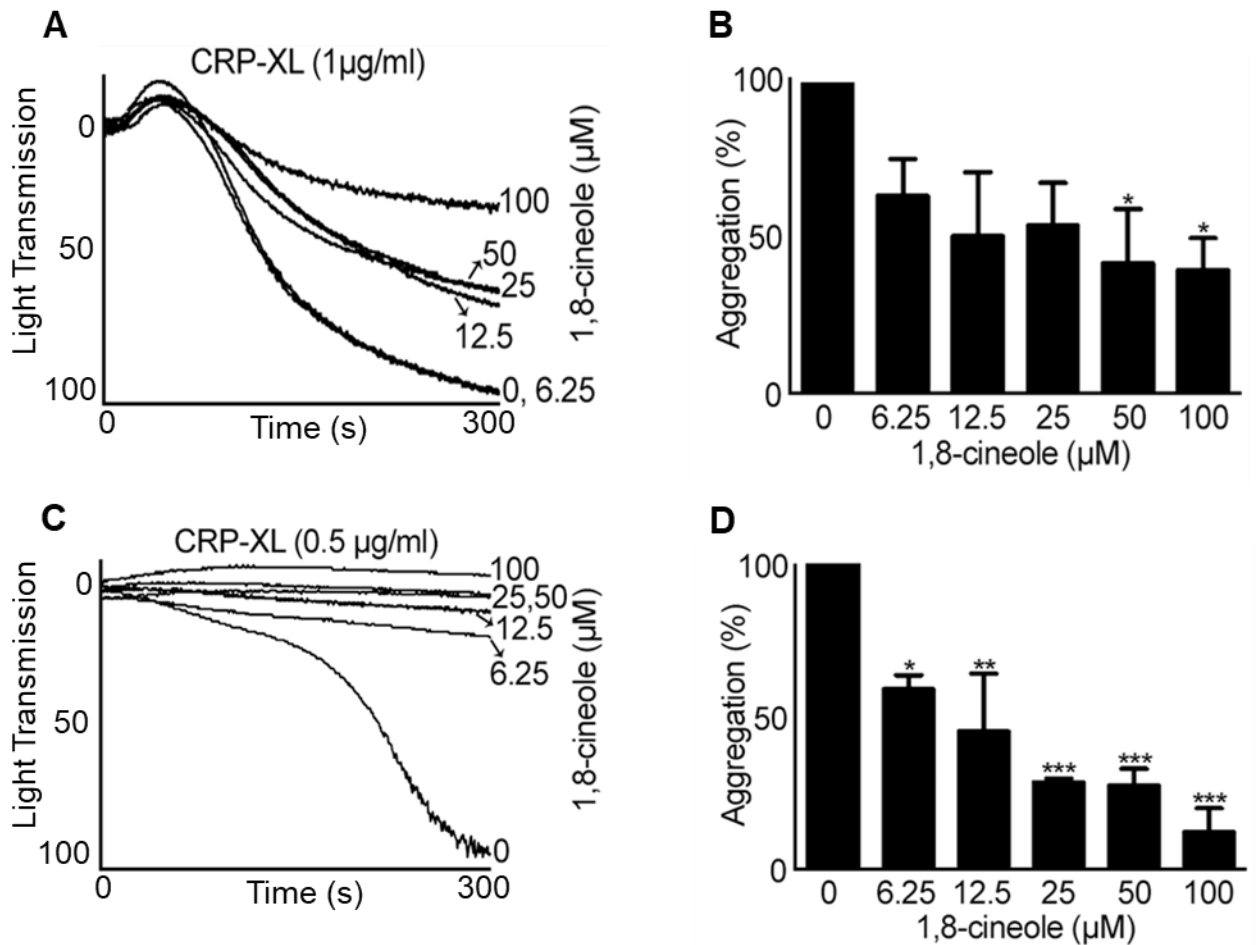 A
CRP-XL (1µg/ml)
Light Transmission
0
50
100
0
Time (s)
300
100
50
25
12.5
0, 6.25
1,8-cineole (µM)
B
Aggregation (%)
100
50
0
*
*
0 6.25 12.5 25 50 100
1,8-cineole (µM)
C
CRP-XL (0.5 µg/ml)
Light Transmission
0
50
100
0
Time (s)
300
100
25,50
12.5
6.25
0
1,8-cineole (µM)
D
Aggregation (%)
100
50
0
*
**
***
***
***
0 6.25 12.5 25 50 100
1,8-cineole (µM)